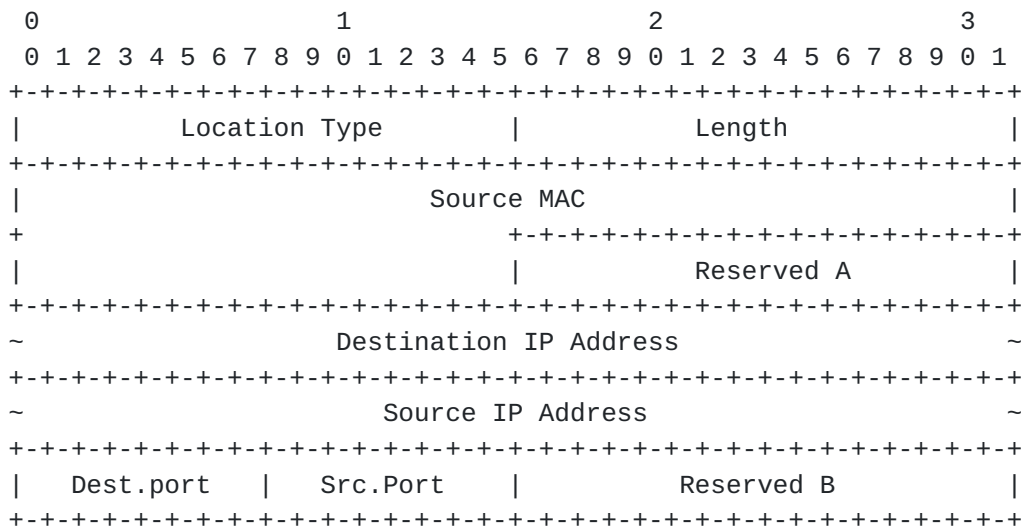 0                   1                   2                   3
 0 1 2 3 4 5 6 7 8 9 0 1 2 3 4 5 6 7 8 9 0 1 2 3 4 5 6 7 8 9 0 1
+-+-+-+-+-+-+-+-+-+-+-+-+-+-+-+-+-+-+-+-+-+-+-+-+-+-+-+-+-+-+-+-+
|          Location Type        |           Length              |
+-+-+-+-+-+-+-+-+-+-+-+-+-+-+-+-+-+-+-+-+-+-+-+-+-+-+-+-+-+-+-+-+
|                          Source MAC                           |
+                               +-+-+-+-+-+-+-+-+-+-+-+-+-+-+-+-+
|                               |           Reserved A          |
+-+-+-+-+-+-+-+-+-+-+-+-+-+-+-+-+-+-+-+-+-+-+-+-+-+-+-+-+-+-+-+-+
~                    Destination IP Address                     ~
+-+-+-+-+-+-+-+-+-+-+-+-+-+-+-+-+-+-+-+-+-+-+-+-+-+-+-+-+-+-+-+-+
~                       Source IP Address                       ~
+-+-+-+-+-+-+-+-+-+-+-+-+-+-+-+-+-+-+-+-+-+-+-+-+-+-+-+-+-+-+-+-+
|   Dest.port   |   Src.Port    |          Reserved B           |
+-+-+-+-+-+-+-+-+-+-+-+-+-+-+-+-+-+-+-+-+-+-+-+-+-+-+-+-+-+-+-+-+